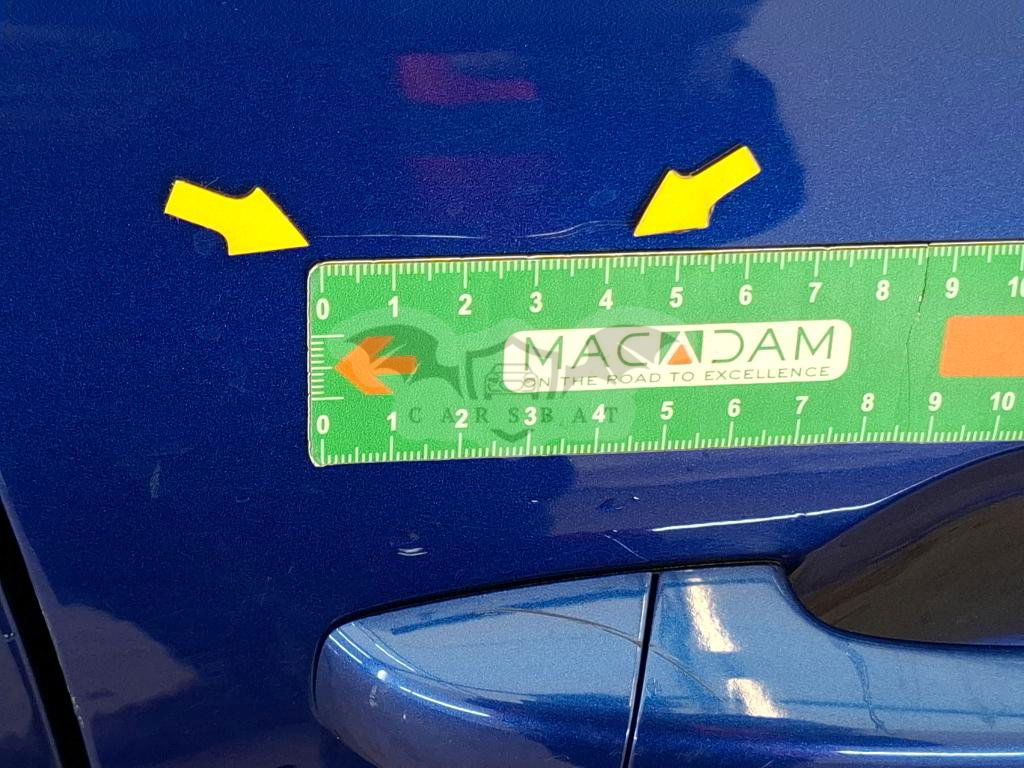 0 1 2 3 4 5 6 7 8 9 10
MACADAM
ON THE ROAD TO EXCELLENCE
CARSBAT
0 1 2 3 4 5 6 7 8 9 10